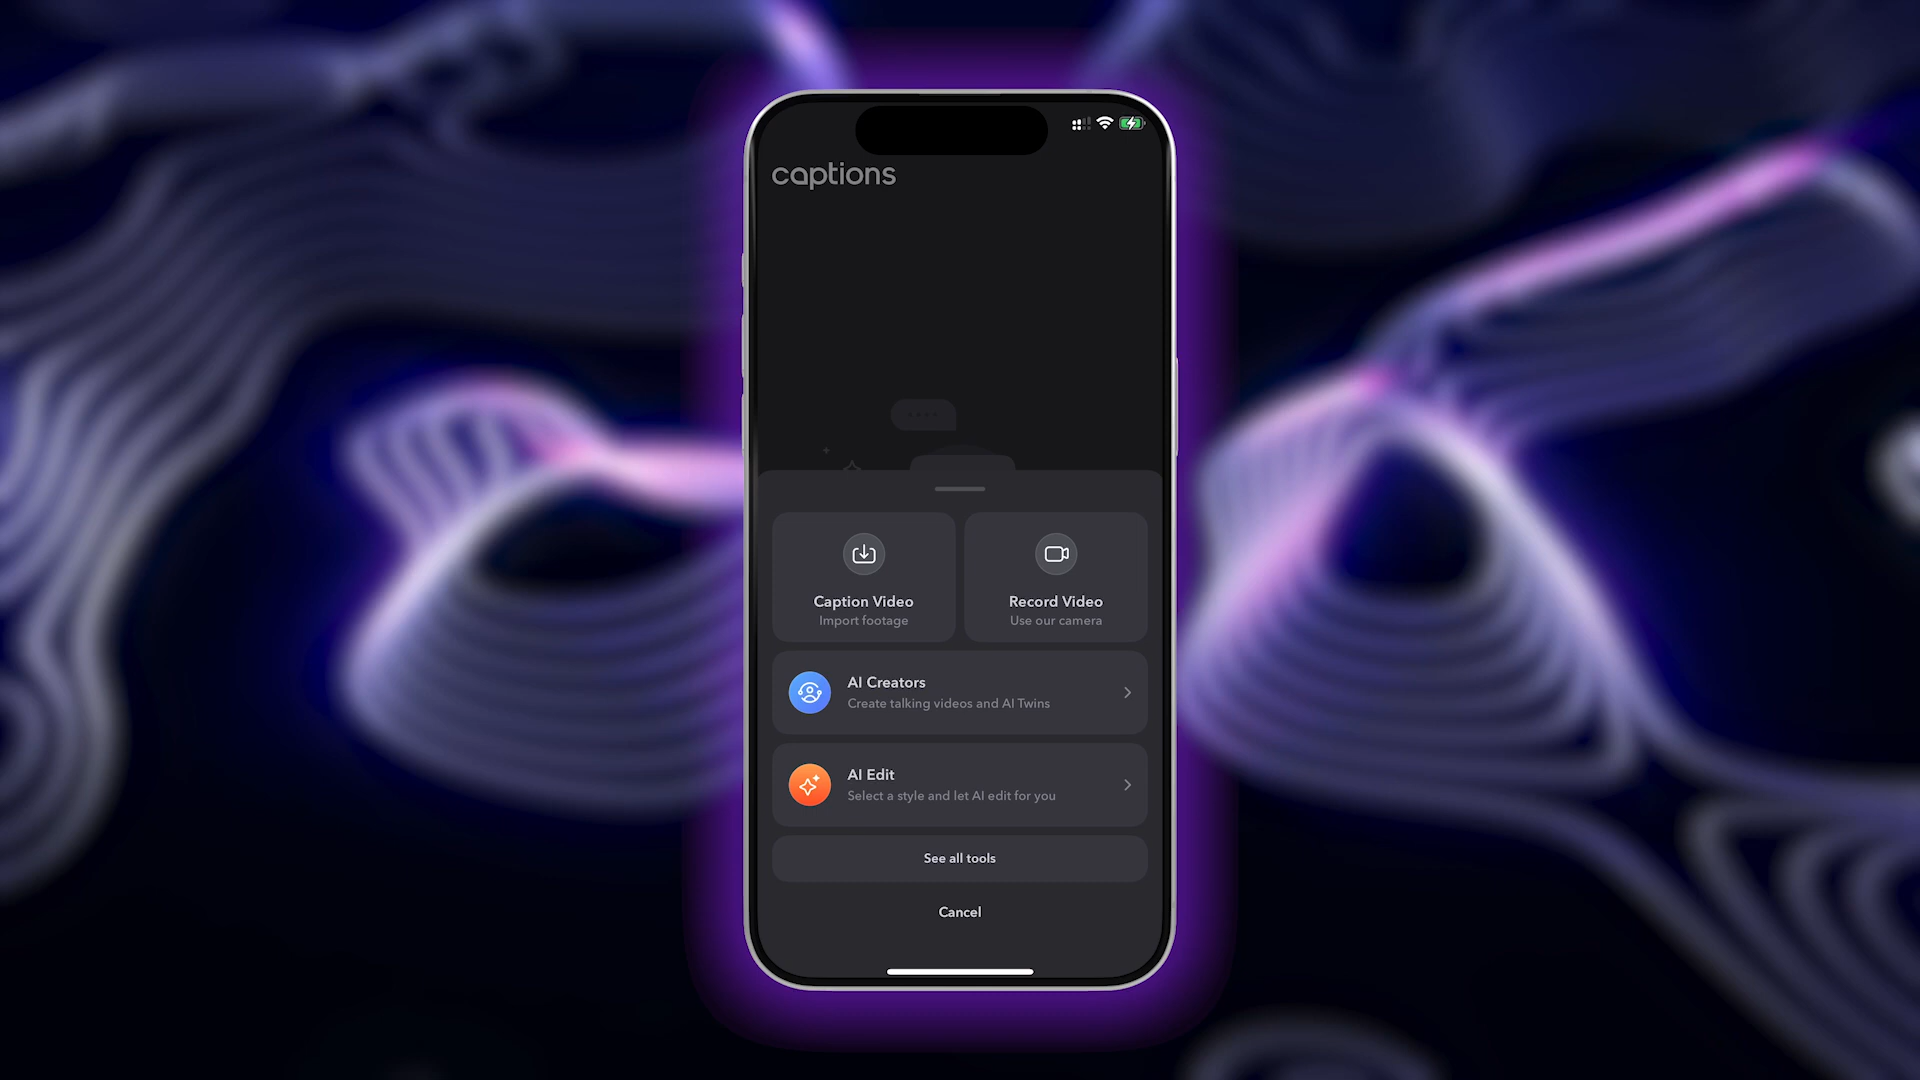 captions
Caption Video
Import footage
Record Video
Use our camera
AI Creators
Create talking videos and AI Twins
AI Edit
Select a style and let AI edit for you
See all tools
Cancel